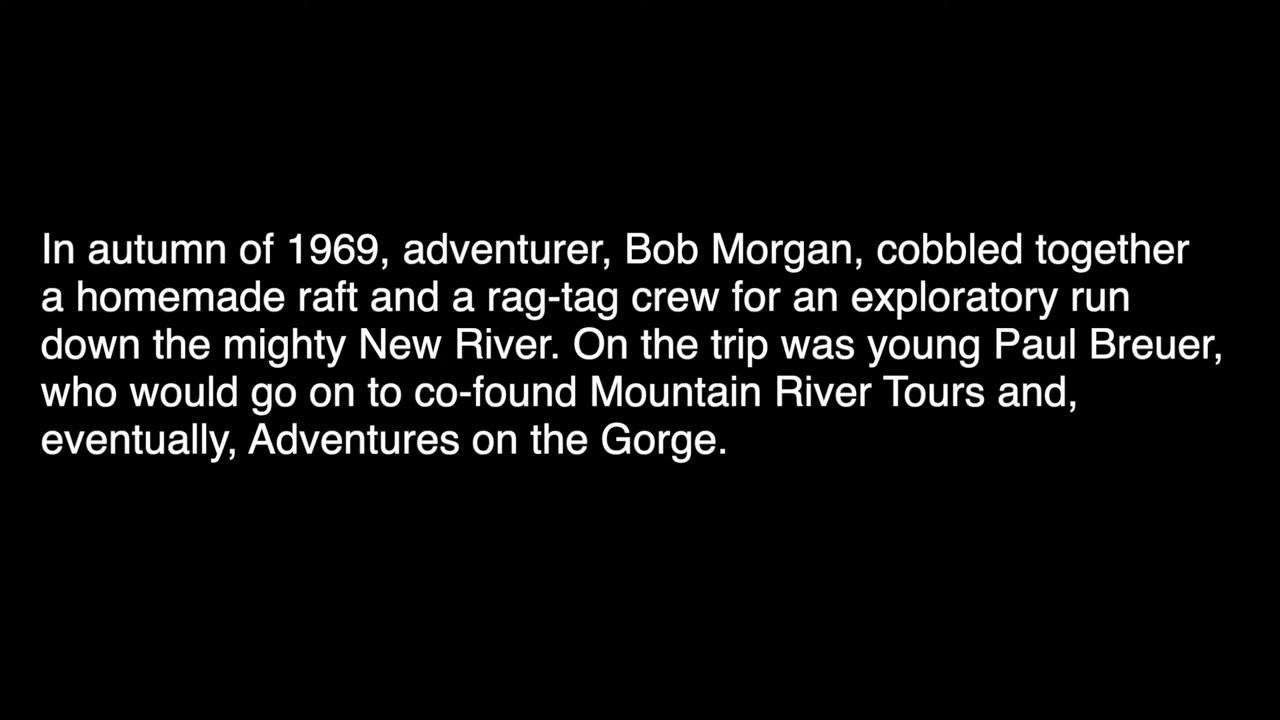 In autumn of 1969, adventurer, Bob Morgan, cobbled together
a homemade raft and a rag-tag crew for an exploratory run
down the mighty New River. On the trip was young Paul Breuer,
who would go on to co-found Mountain River Tours and,
eventually, Adventures on the Gorge.